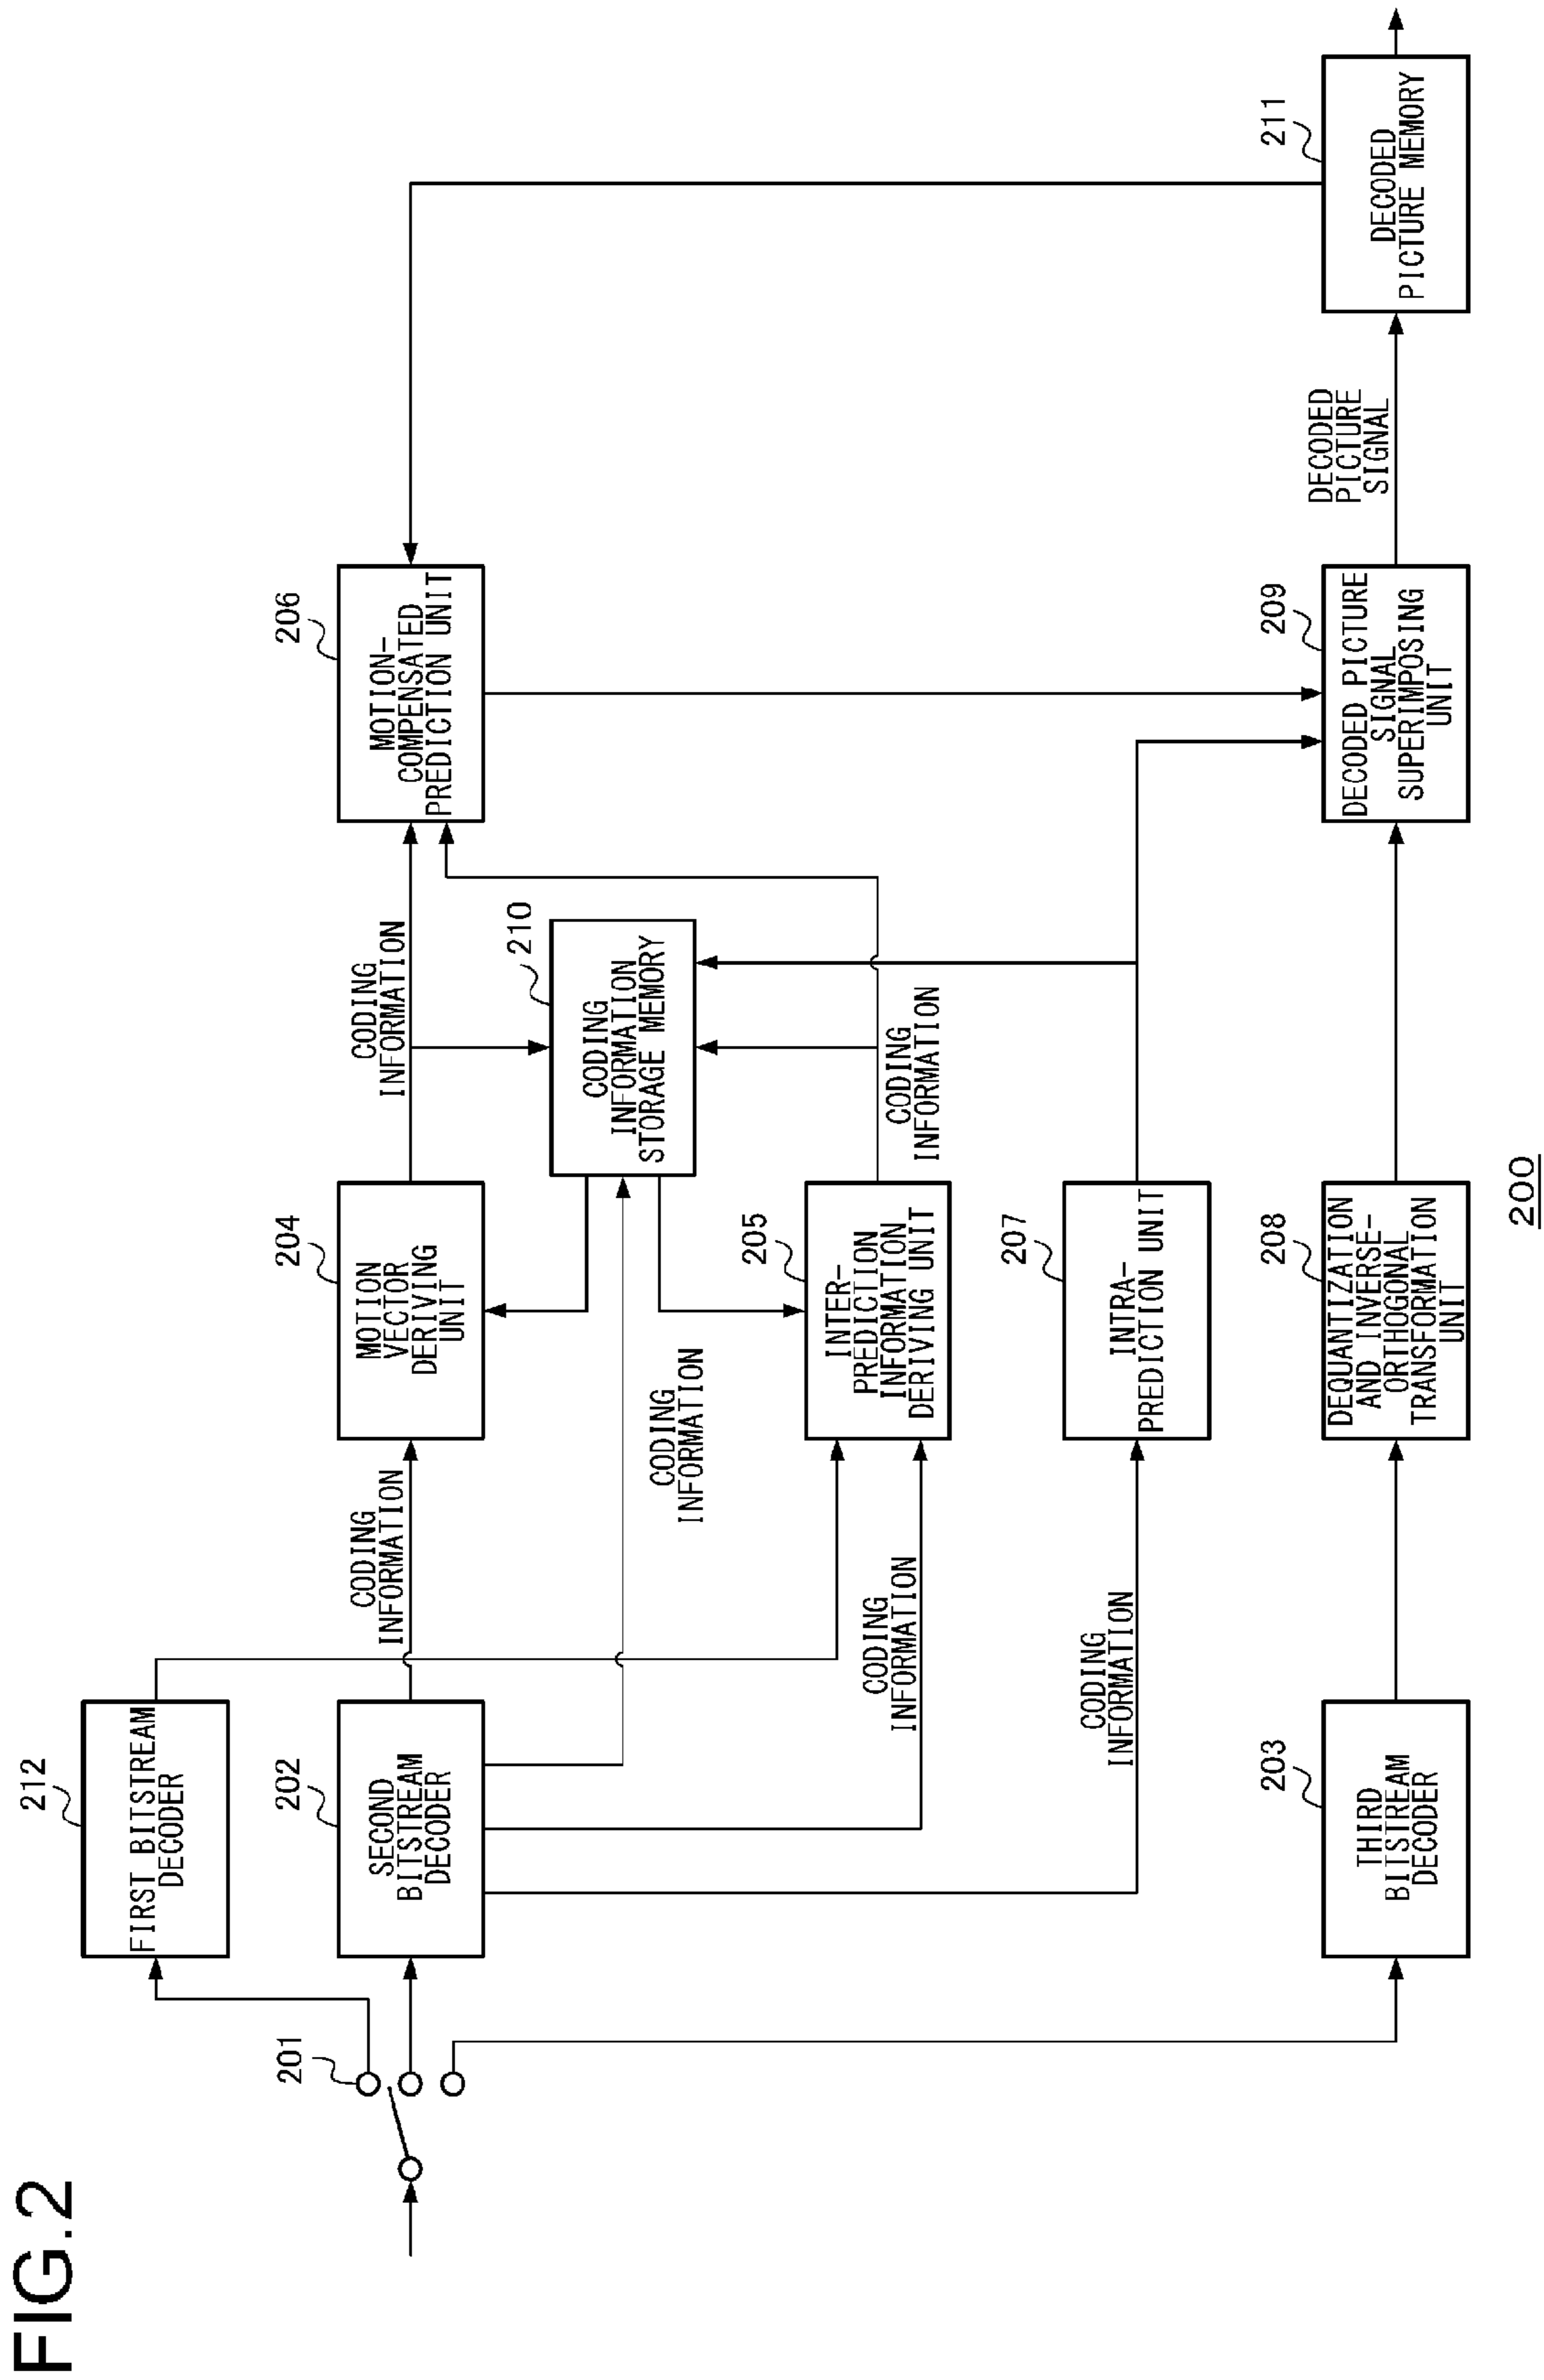 FIG.2
212
FIRST BITSTREAM
DECODER
201
202
SECOND
BITSTREAM
DECODER
CODING
INFORMATION
204
MOTION
VECTOR
DERIVING
UNIT
CODING
INFORMATION
206
MOTION-
COMPENSATED
PREDICTION UNIT
210
CODING
INFORMATION
STORAGE MEMORY
CODING
INFORMATION
CODING
INFORMATION
205
INTER-
PREDICTION
INFORMATION
DERIVING UNIT
CODING
INFORMATION
CODING
INFORMATION
207
INTRA-
PREDICTION UNIT
203
THIRD
BITSTREAM
DECODER
208
DEQUANTIZATION
AND INVERSE-
ORTHOGONAL
TRANSFORMATION
UNIT
209
DECODED PICTURE
SIGNAL
SUPERIMPOSING
UNIT
DECODED
PICTURE
SIGNAL
211
DECODED
PICTURE MEMORY
200